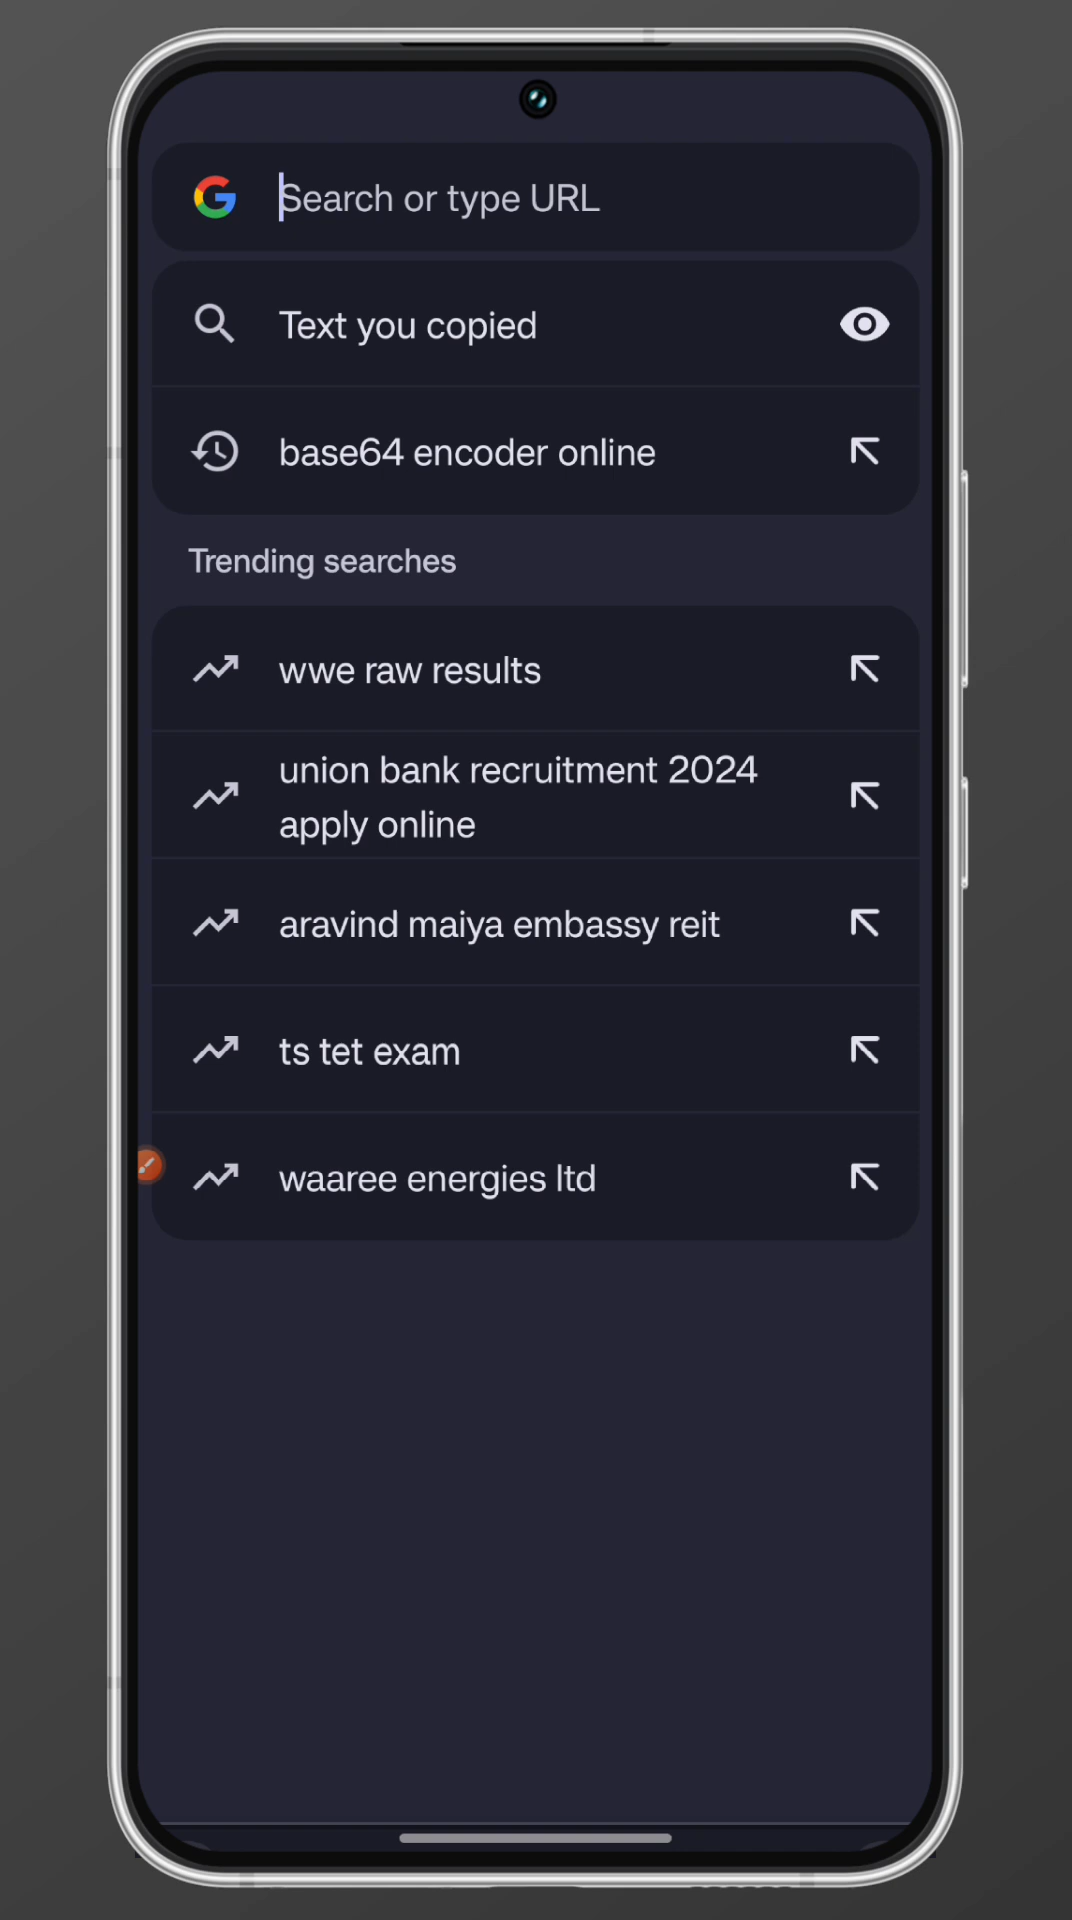 Search or type URL
Text you copied
base64 encoder online
Trending searches
wwe raw results
union bank recruitment 2024
apply online
aravind maiya embassy reit
ts tet exam
waaree energies ltd